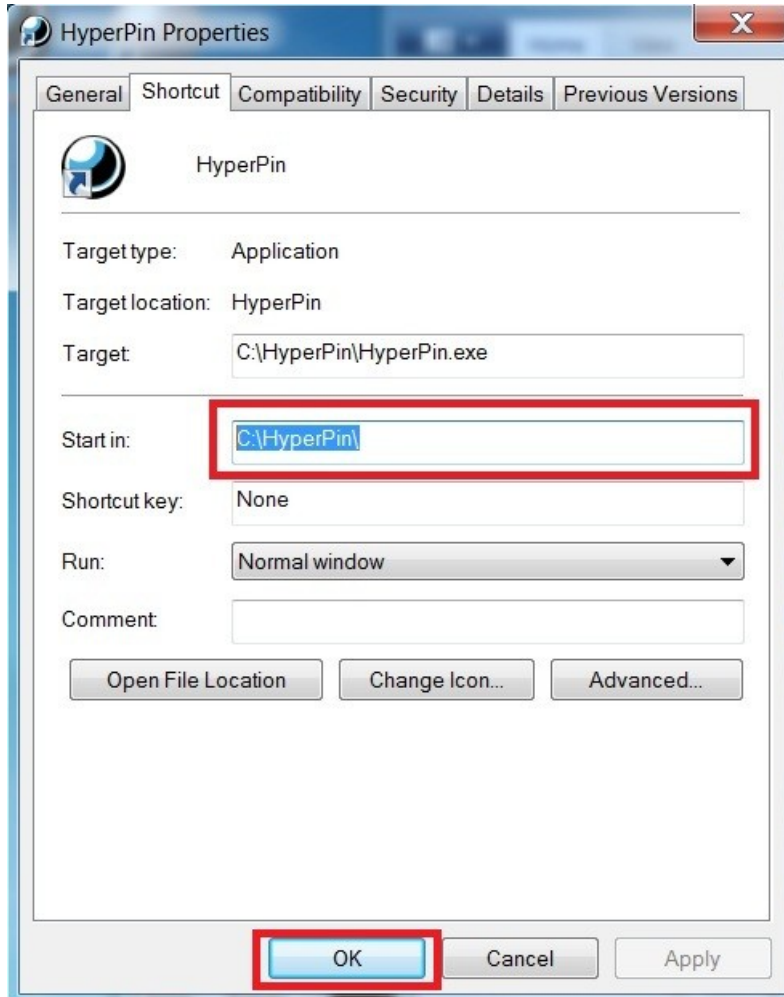 HyperPin Properties
General Shortcut Compatibility Security Details Previous Versions
HyperPin
Target type: Application
Target location: HyperPin
Target: C:\HyperPin\HyperPin.exe
Start in: C:\HyperPin\
Shortcut key: None
Run: Normal window
Comment:
Open File Location Change Icon... Advanced...
OK Cancel Apply